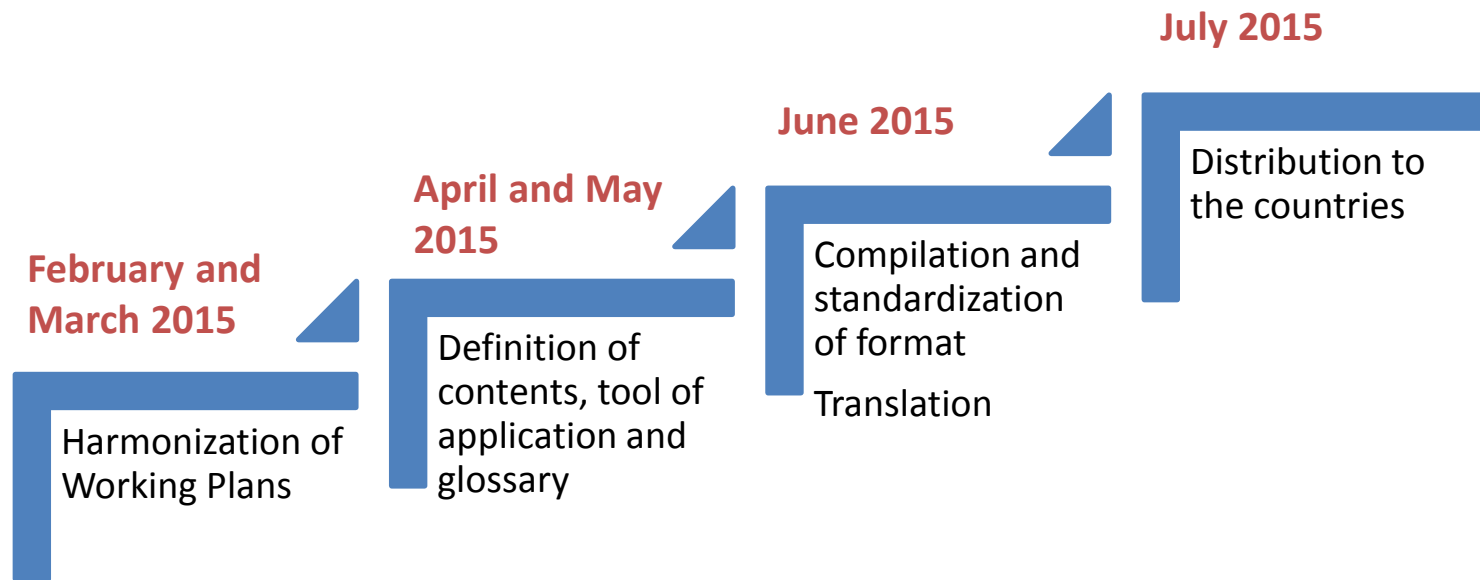 February and
March 2015
Harmonization of
Working Plans
April and May
2015
Definition of
contents, tool of
application and
glossary
June 2015
Compilation and
standardization
of format
Translation
July 2015
Distribution to
the countries